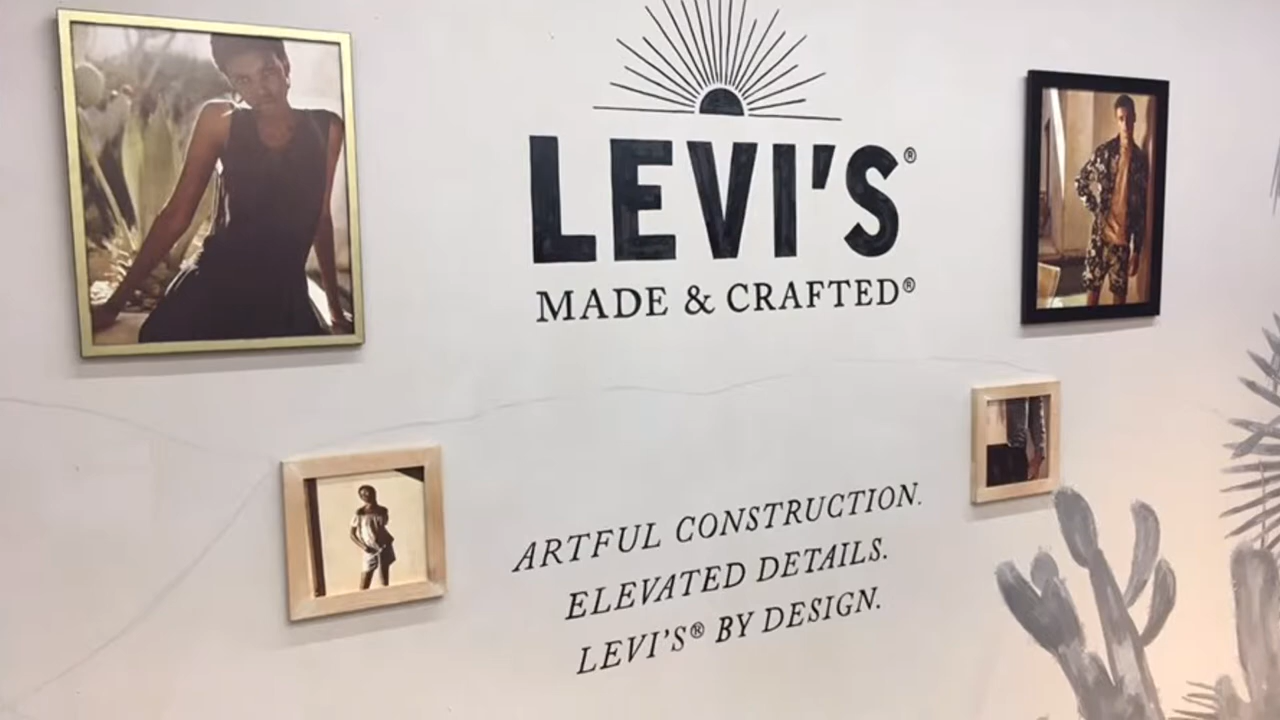 LEVI'S®
MADE & CRAFTED®
ARTFUL CONSTRUCTION.
ELEVATED DETAILS.
LEVI'S® BY DESIGN.